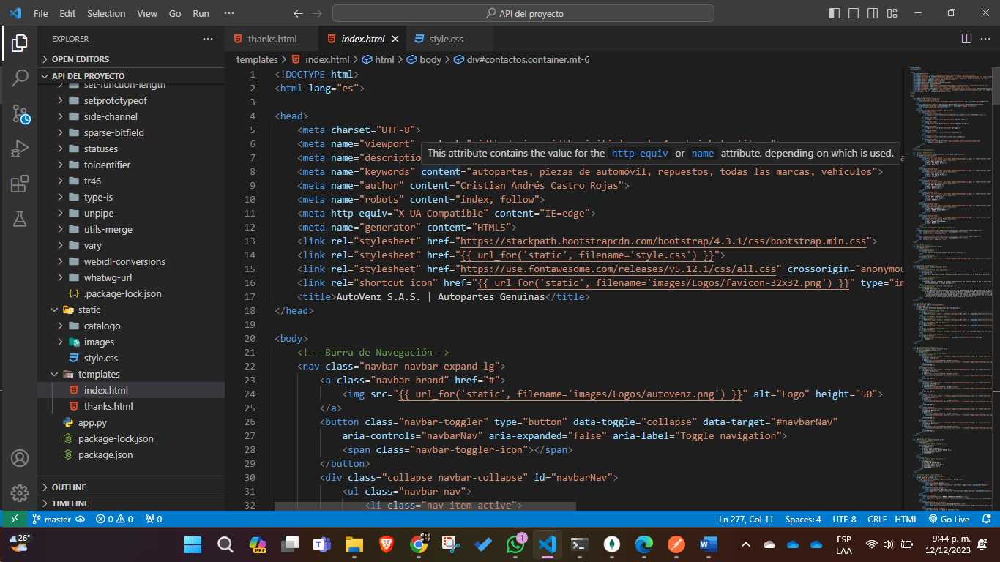 File Edit Selection View Go Run ···
API del proyecto
EXPLORER
thanks.html
index.html
style.css
OPEN EDITORS
templates > index.html > html > body > div#contactos.container.mt-6
API DEL PROYECTO
set-function-length
setprototypeof
side-channel
sparse-bitfield
statuses
toidentifier
tr46
type-is
unpipe
utils-merge
vary
webidl-conversions
whatwg-url
.package-lock.json
static
catalogo
images
style.css
templates
index.html
thanks.html
app.py
package-lock.json
package.json
OUTLINE
TIMELINE
1 <!DOCTYPE html>
2 <html lang="es">
3
4 <head>
5 <meta charset="UTF-8">
6 <meta name="viewport"
This attribute contains the value for the http-equiv or name attribute, depending on which is used.
7 <meta name="descriptio
8 <meta name="keywords" content="autopartes, piezas de automóvil, repuestos, todas las marcas, vehículos">
9 <meta name="author" content="Cristian Andrés Castro Rojas">
10 <meta name="robots" content="index, follow">
11 <meta http-equiv="X-UA-Compatible" content="IE=edge">
12 <meta name="generator" content="HTML5">
13 <link rel="stylesheet" href="https://stackpath.bootstrapcdn.com/bootstrap/4.3.1/css/bootstrap.min.css">
14 <link rel="stylesheet" href="{{ url_for('static', filename='style.css') }}">
15 <link rel="stylesheet" href="https://use.fontawesome.com/releases/v5.12.1/css/all.css" crossorigin="anonymou
16 <link rel="shortcut icon" href="{{ url_for('static', filename='images/Logos/favicon-32x32.png') }}" type="im
17 <title>AutoVenz S.A.S. | Autopartes Genuinas</title>
18 </head>
19
20 <body>
21 <!---Barra de Navegación-->
22 <nav class="navbar navbar-expand-lg">
23 <a class="navbar-brand" href="#">
24 <img src="{{ url_for('static', filename='images/Logos/autovenz.png') }}" alt="Logo" height="50">
25 </a>
26 <button class="navbar-toggler" type="button" data-toggle="collapse" data-target="#navbarNav"
27 aria-controls="navbarNav" aria-expanded="false" aria-label="Toggle navigation">
28 <span class="navbar-toggler-icon"></span>
29 </button>
30 <div class="collapse navbar-collapse" id="navbarNav">
31 <ul class="navbar-nav">
32 <li class="nav-item active">
master 0 0 0 Ln 277, Col 11 Spaces: 4 UTF-8 CRLF HTML Go Live
26° PRE 1 ESP LAA 9:44 p. m. 12/12/2023